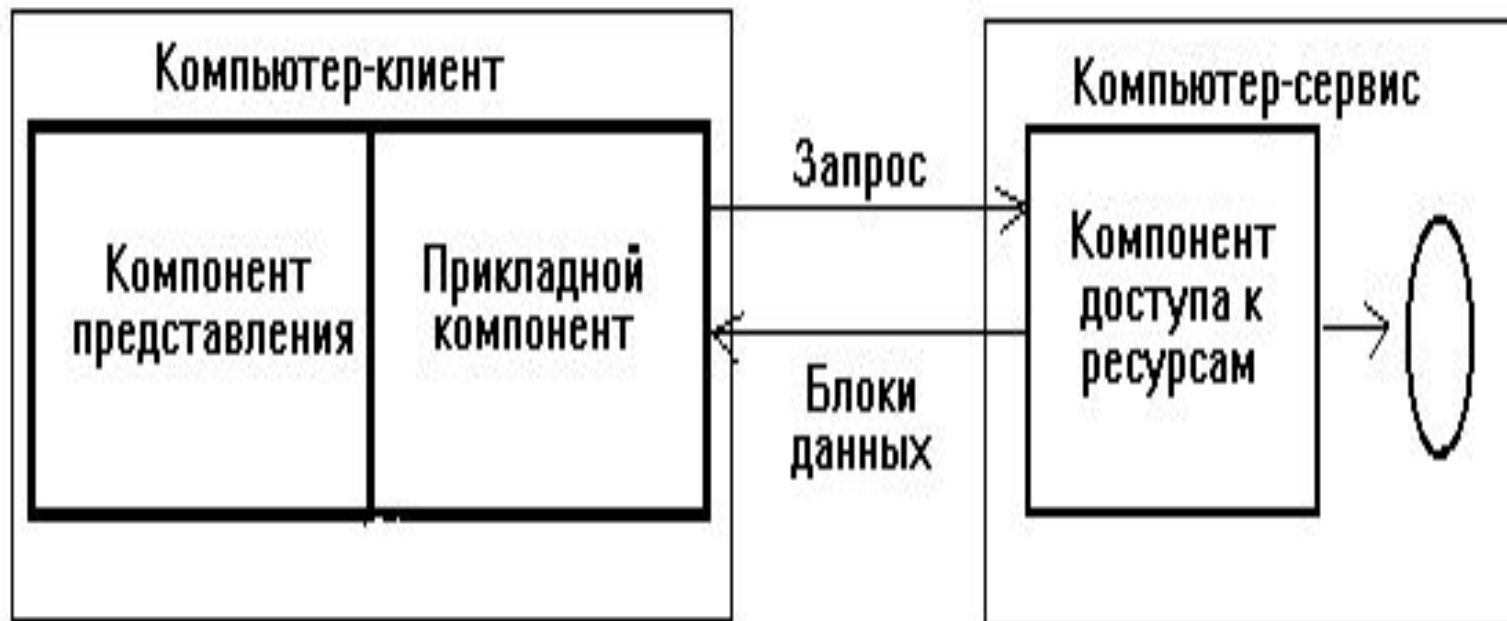 Компьютер-клиент
Компонент
представления
Прикладной
компонент
Запрос
Блоки
данных
Компьютер-сервис
Компонент
доступа к
ресурсам